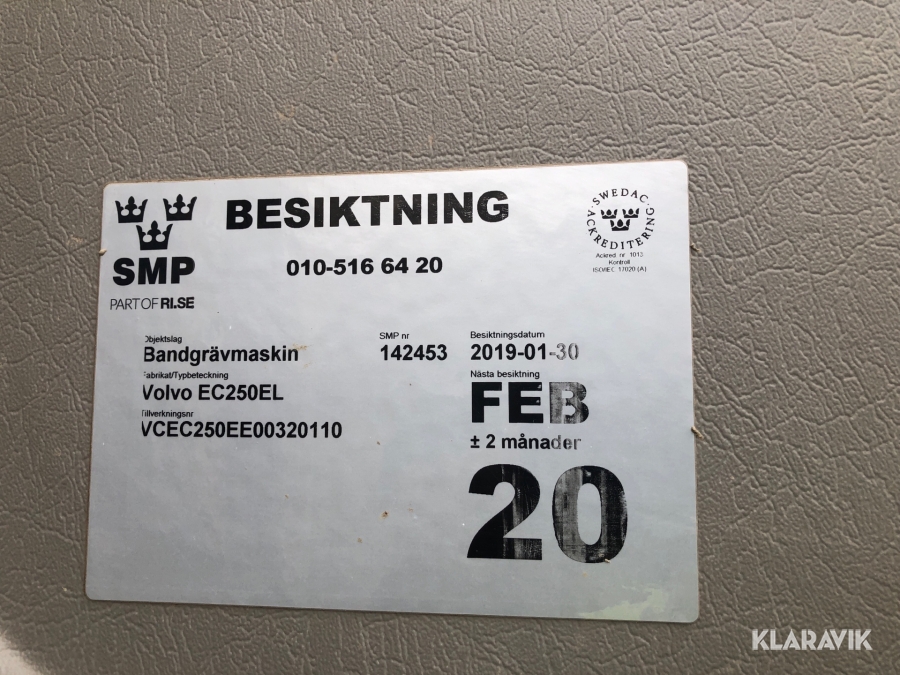 BESIKTNING
010-516 64 20
SMP
PART OF RI.SE
SWEDAC
ACKREDITERING
Ackred. nr 1013
Kontroll
ISO/IEC 17020 (A)
Objektslag
Bandgrävmaskin
SMP nr
142453
Besiktningsdatum
2019-01-30
Fabrikat/Typbeteckning
Volvo EC250EL
Nästa besiktning
FEB
± 2 månader
20
Tillverkningsnr
VCEC250EE00320110
KLARAVIK